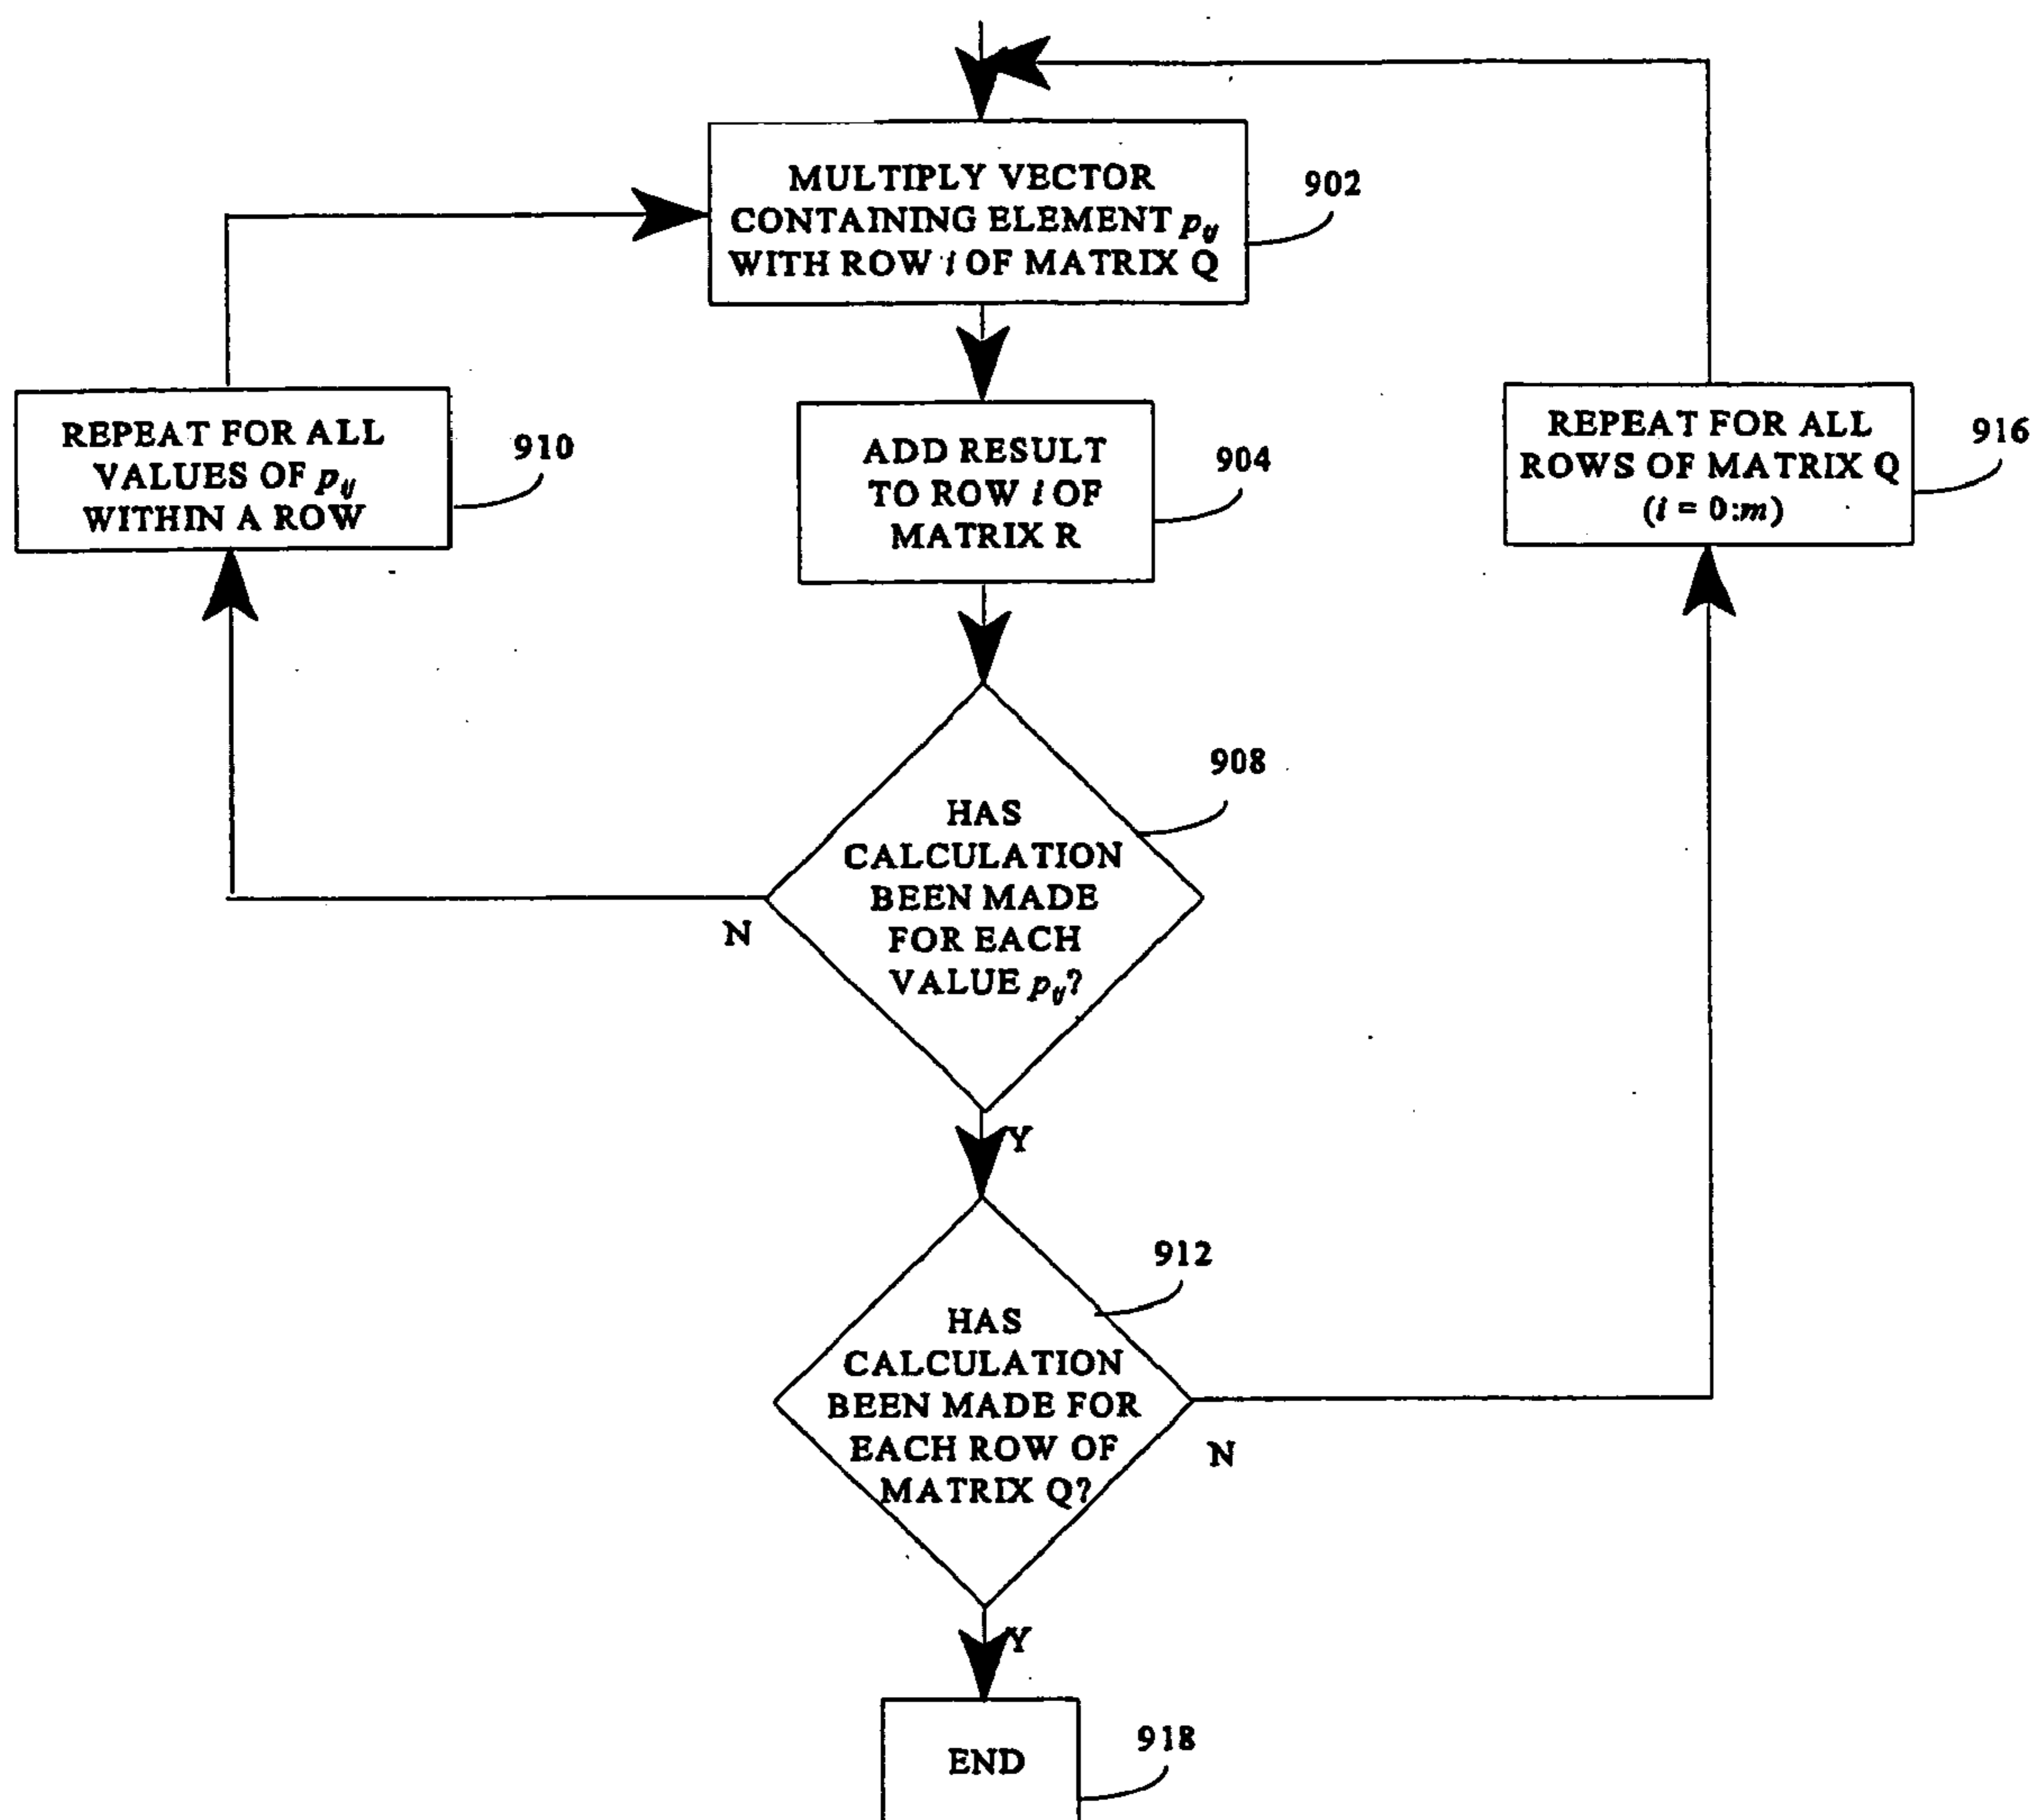 MULTIPLY VECTOR
CONTAINING ELEMENT p_ij
WITH ROW i OF MATRIX Q
902
REPEAT FOR ALL
VALUES OF p_ij
WITHIN A ROW
910
ADD RESULT
TO ROW i OF
MATRIX R
904
REPEAT FOR ALL
ROWS OF MATRIX Q
(i = 0:m)
916
HAS
CALCULATION
BEEN MADE
FOR EACH
VALUE p_ij?
908
N
Y
HAS
CALCULATION
BEEN MADE FOR
EACH ROW OF
MATRIX Q?
912
N
Y
END
918